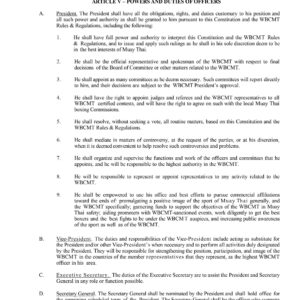 ARTICLE V - POWERS AND DUTIES OF OFFICERS
A. President. The President shall have all the obligations, rights, and duties customary to his position and
all such power and authority as shall be granted to him pursuant to this Constitution and the WBCMT
Rules & Regulations, including the following:
1. He shall have full power and authority to interpret this Constitution and the WBCMT Rules
& Regulations, and to issue and apply such rulings as he shall in his sole discretion deem to be
in the best interests of Muay Thai.
2. He shall be the official representative and spokesman of the WBCMT with respect to final
decisions of the Board of Governors or other matters related to the WBCMT.
3. He shall appoint as many committees as he deems necessary. Such committees will report directly
to him, and their decisions are subject to the WBCMT President's approval.
4. He shall have the right to appoint judges and referees and the WBCMT representatives to all
WBCMT certified contests, and will have the right to agree on such with the local Muay Thai
boxing Commissions.
5. He shall resolve, without seeking a vote, all routine matters, based on this Constitution and the
WBCMT Rules & Regulations.
6. He shall mediate in matters of controversy, at the request of the parties, or at his discretion,
when it is deemed convenient to help resolve such controversies and problems.
7. He shall organize and supervise the functions and work of the officers and committees that he
appoints, and he will be responsible to the highest authority in the WBCMT.
8. He will be responsible to represent or appoint representatives to any activity related to the
WBCMT.
9. He shall be empowered to use his office and best efforts to pursue commercial affiliations
toward the ends of promulgating a positive image of the sport of Muay Thai generally, and
the WBCMT specifically; garnering funds to support the objectives of the WBCMT as Muay
Thai safety; aiding promoters with WBCMT-sanctioned events, work diligently to get the best
boxers and the best fights to be under the WBCMT auspices, and increasing public awareness
of the sport as well as of the WBCMT.
B. Vice-President. The duties and responsibilities of the Vice-Presidents include acting as substitute for
the President and/or other Vice-President's when necessary and to perform all activities duly designated
by the President. They will be responsible for strengthening the position, participation, and image of the
WBCMT in the countries of the member representatives that they represent, as the highest WBCMT
officer in his area.
C. Executive Secretary. The duties of the Executive Secretary are to assist the President and Secretary
General in any role or function possible.
D. Secretary General. The Secretary General shall be nominated by the President and shall hold office for